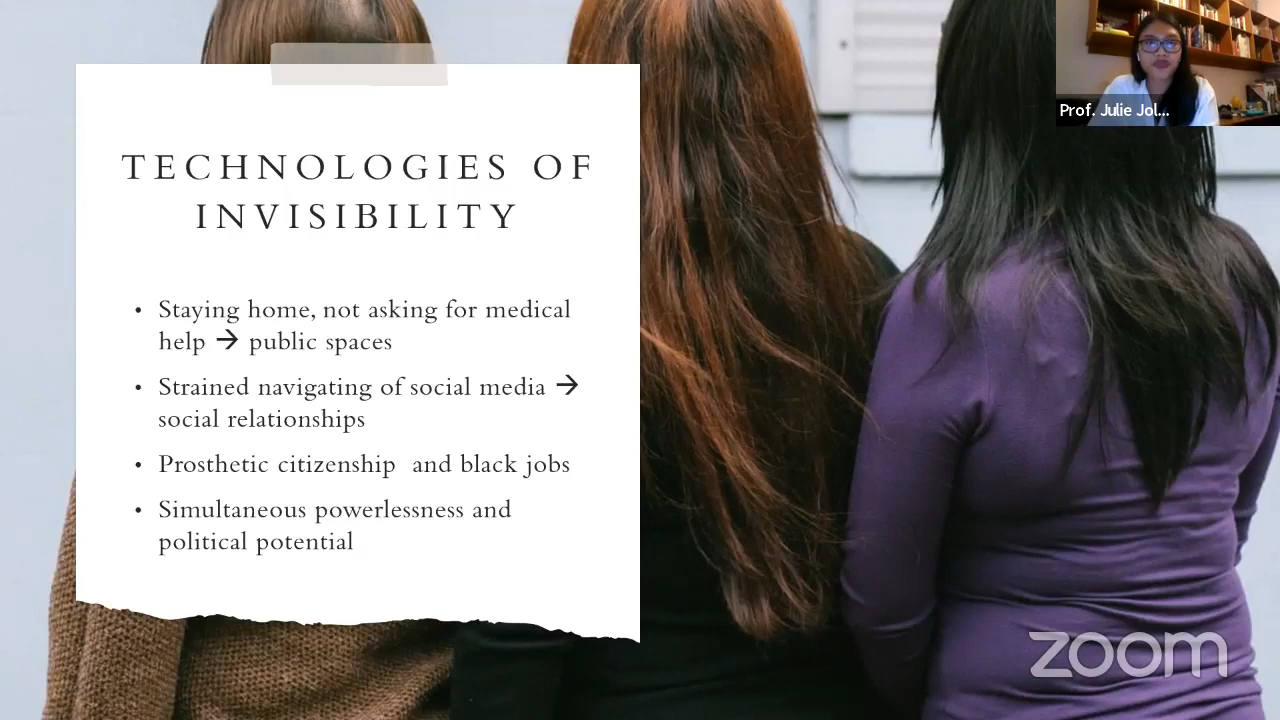 TECHNOLOGIES OF
INVISIBILITY
• Staying home, not asking for medical
help → public spaces
• Strained navigating of social media →
social relationships
• Prosthetic citizenship and black jobs
• Simultaneous powerlessness and
political potential
Prof. Julie Jol...
zoom